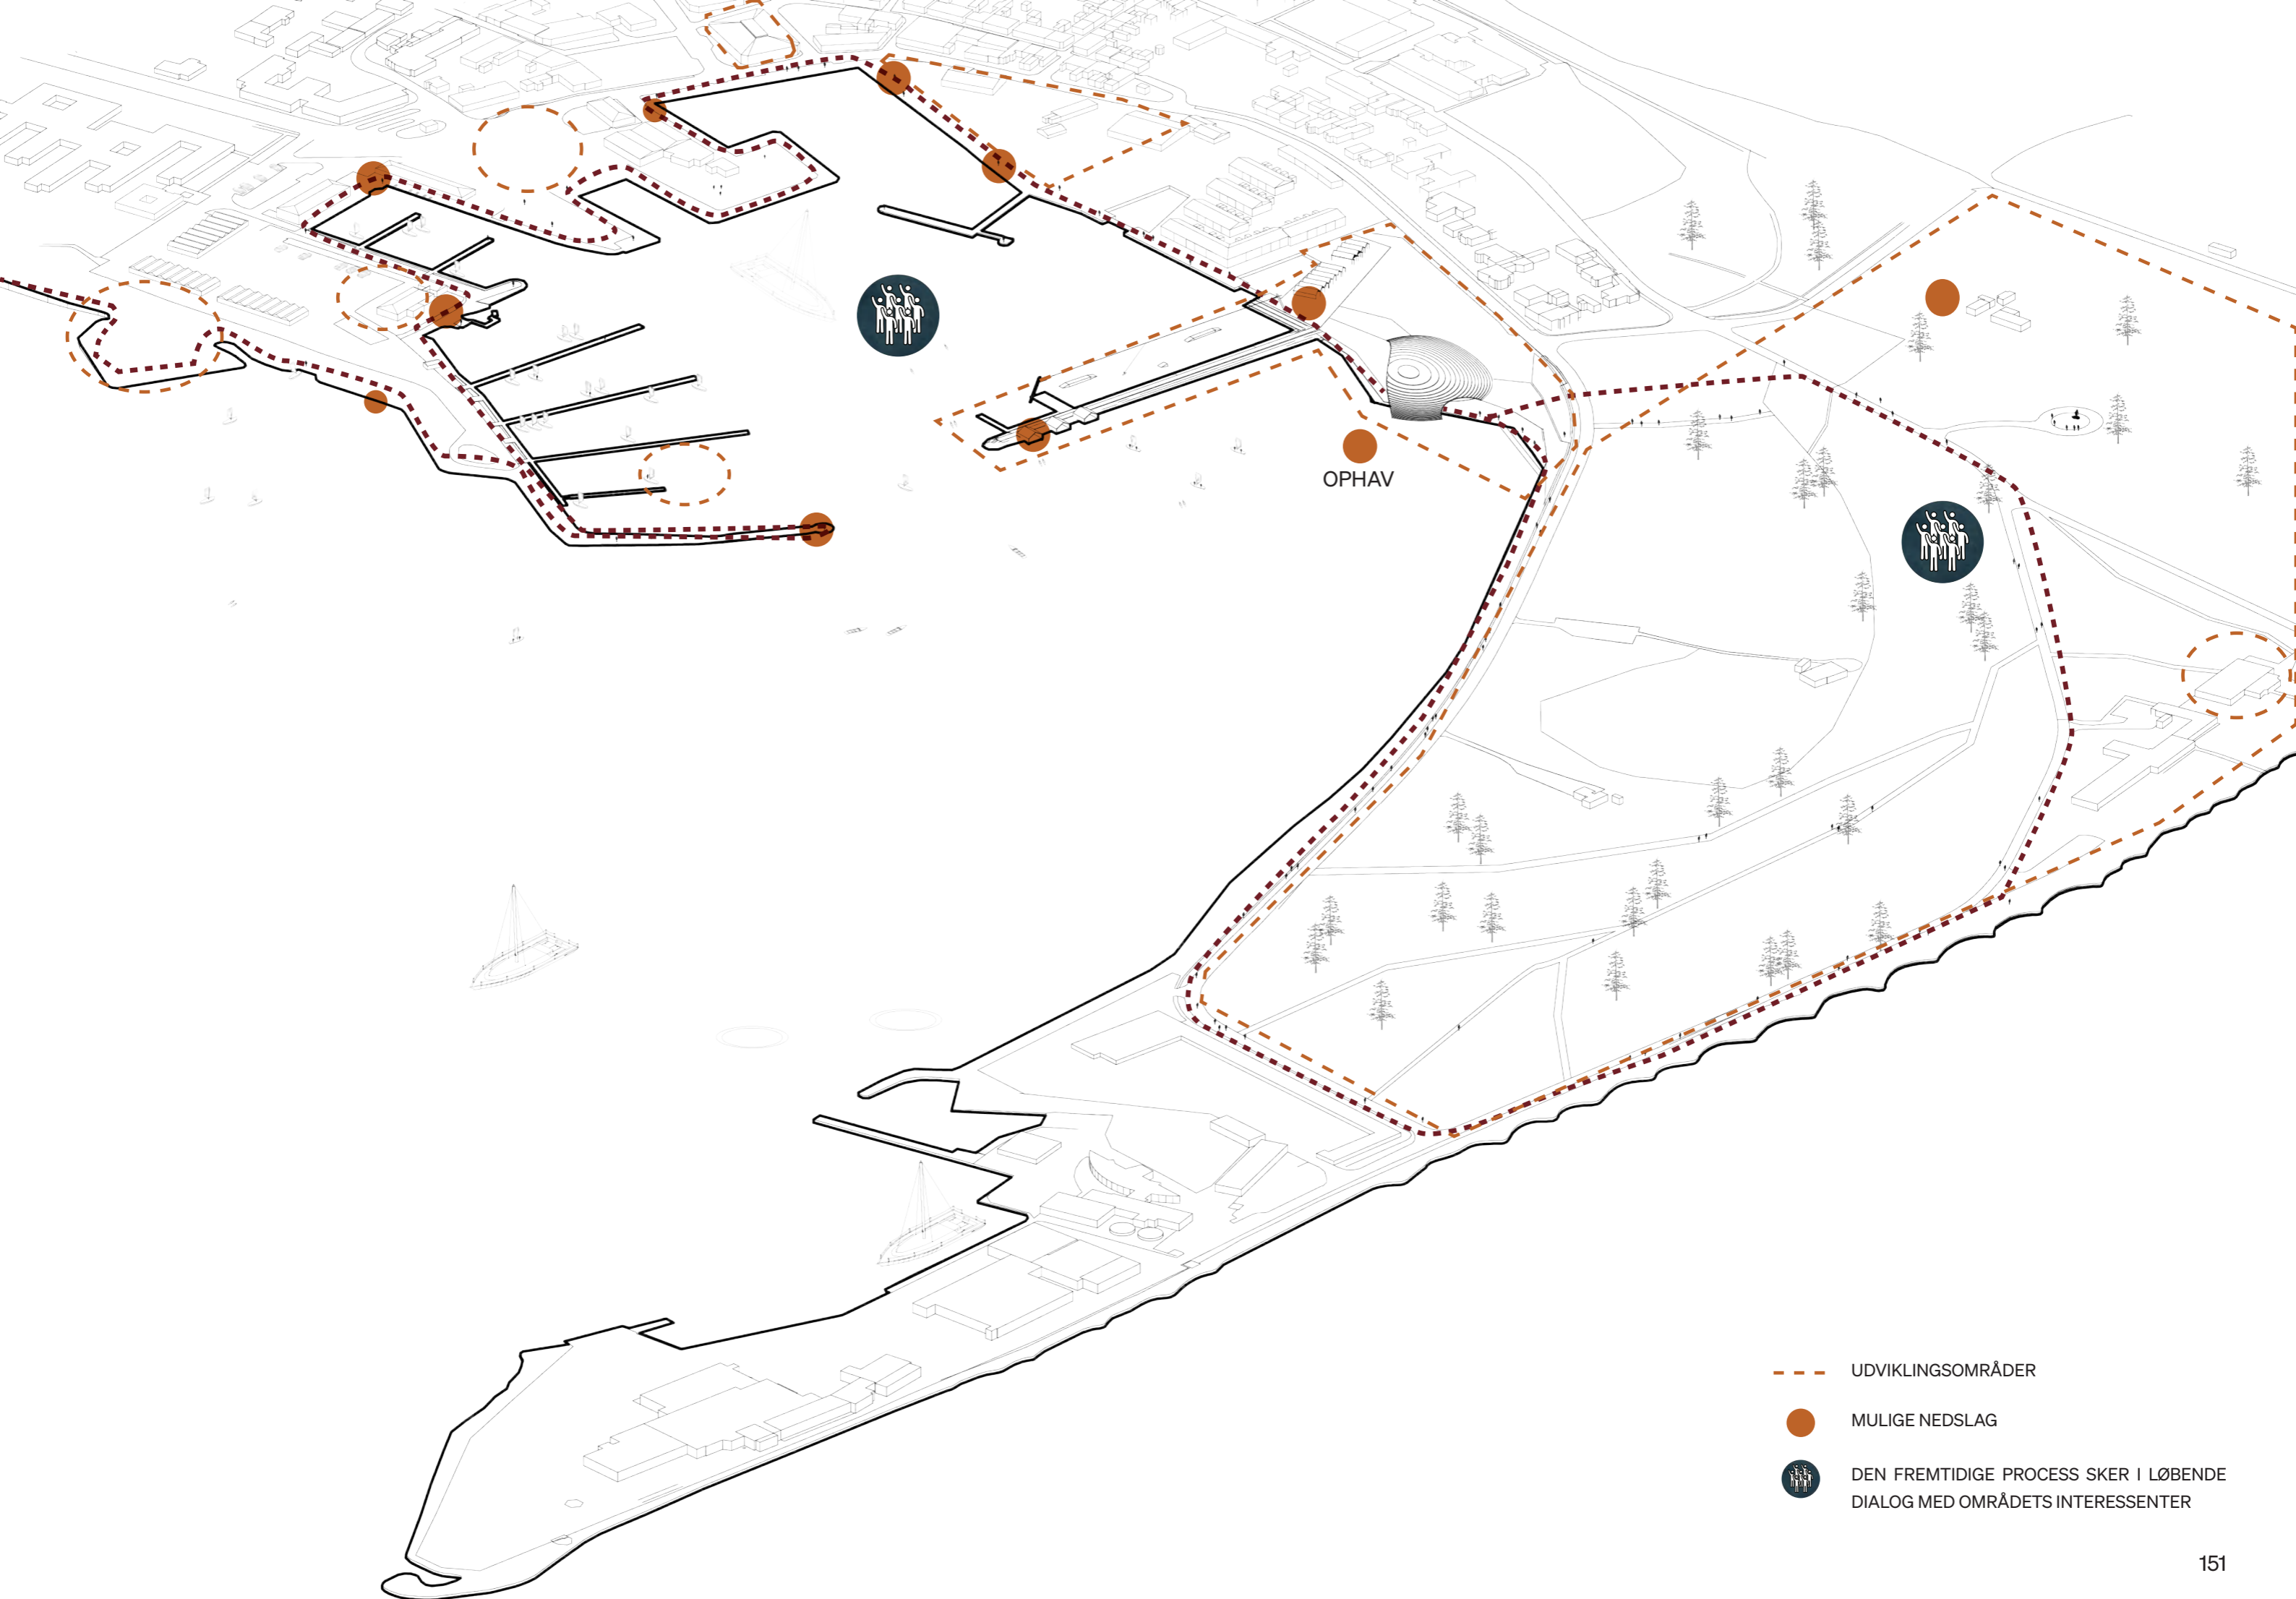 OPHAV
UDVIKLINGSOMRÅDER
MULIGE NEDSLAG
DEN FREMTIDIGE PROCESS SKER I LØBENDE
DIALOG MED OMRÅDETS INTERESSENTER
151